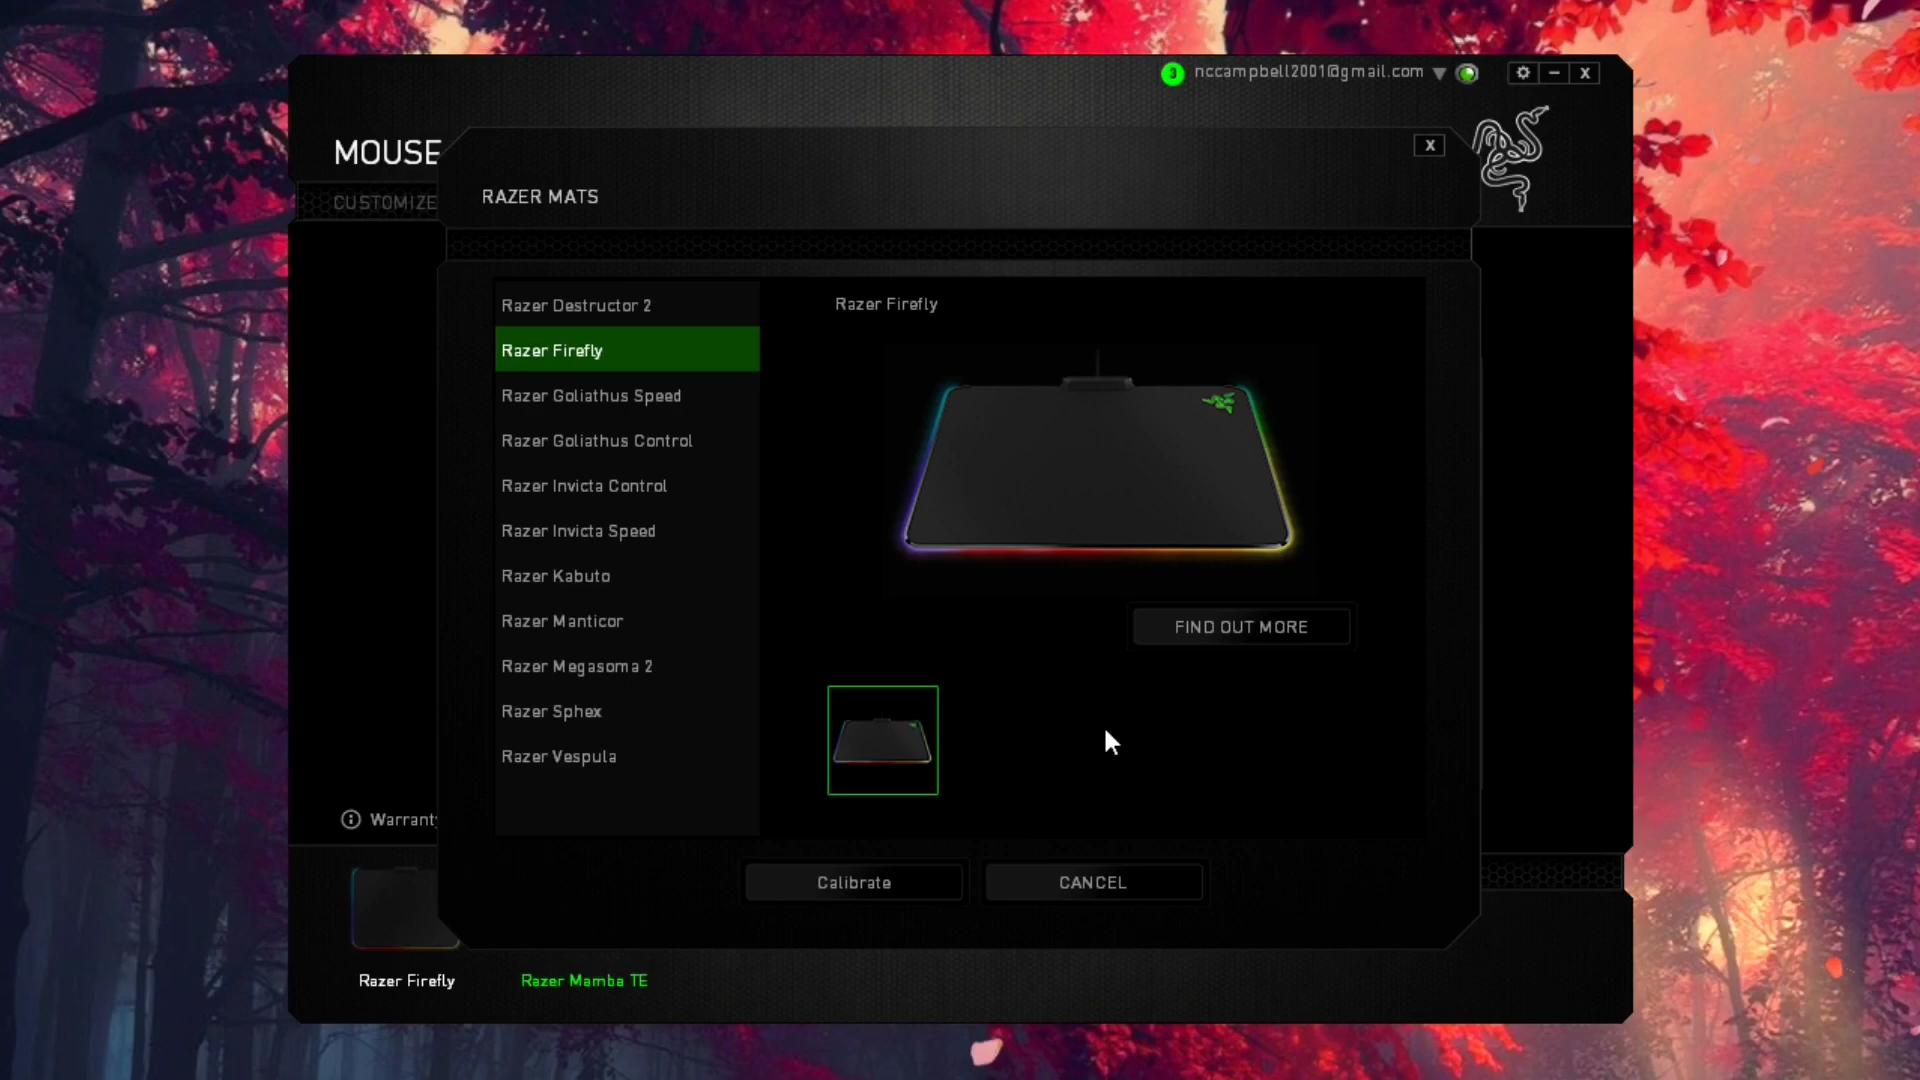 3 nccampbell2001@gmail.com
X
MOUSE
X
CUSTOMIZE
RAZER MATS
Razer Destructor 2
Razer Firefly
Razer Goliathus Speed
Razer Goliathus Control
Razer Invicta Control
Razer Invicta Speed
Razer Kabuto
Razer Manticor
Razer Megasoma 2
Razer Sphex
Razer Vespula
Razer Firefly
FIND OUT MORE
Warrant
Calibrate
CANCEL
Razer Firefly
Razer Mamba TE